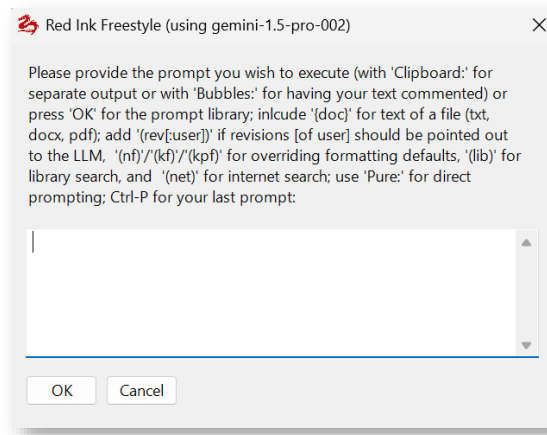 Red Ink Freestyle (using gemini-1.5-pro-002)
Please provide the prompt you wish to execute (with 'Clipboard:' for
separate output or with 'Bubbles:' for having your text commented) or
press 'OK' for the prompt library; inlcude '{doc}' for text of a file (txt,
docx, pdf); add '(rev[:user])' if revisions [of user] should be pointed out
to the LLM,  '(nf)'/'(kf)'/'(kpf)' for overriding formatting defaults, '(lib)' for
library search, and  '(net)' for internet search; use 'Pure:' for direct
prompting; Ctrl-P for your last prompt:
OK
Cancel